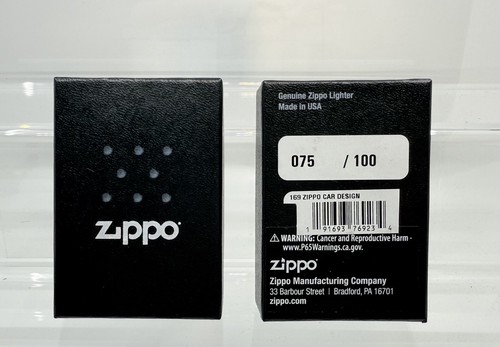 zippo
Genuine Zippo Lighter
Made in USA
075 / 100
169 ZIPPO CAR DESIGN
1 91693 76923 4
⚠ WARNING: Cancer and Reproductive Harm -
www.P65Warnings.ca.gov.
zippo
Zippo Manufacturing Company
33 Barbour Street | Bradford, PA 16701
zippo.com